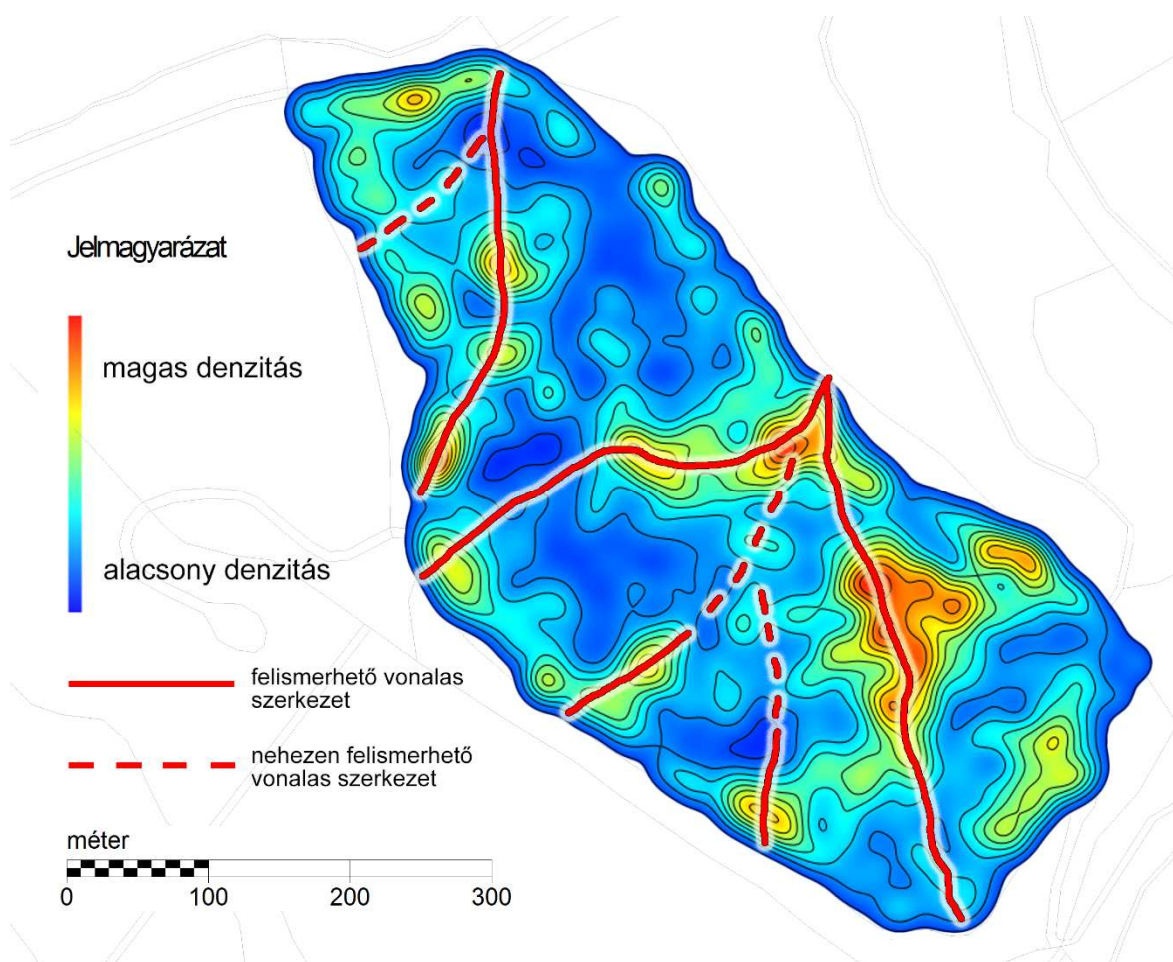 Jelmagyarázat
magas denzitás
alacsony denzitás
felismerhető vonalas
szerkezet
nehezen felismerhető
vonalas szerkezet
méter
0 100 200 300